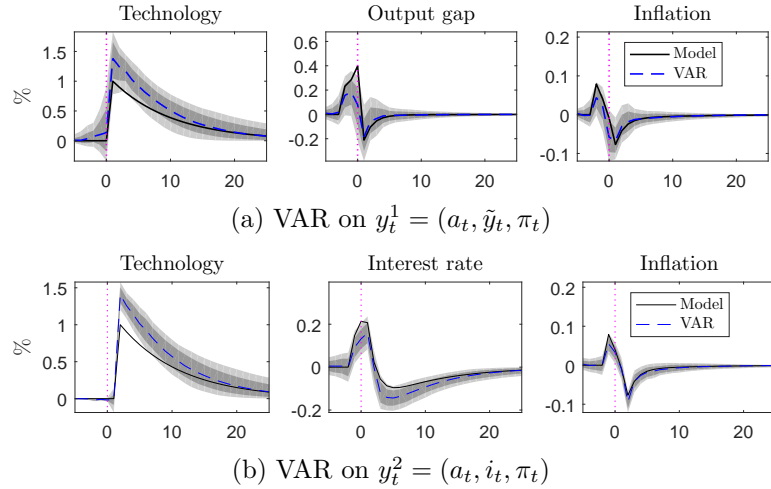 Technology Output gap Inflation
%
1.5
1
0.5
0
0 10 20
0.6
0.4
0.2
0
-0.2
0 10 20
0.2
0.1
0
-0.1
0 10 20
Model
VAR
(a) VAR on y_t^1 = (a_t, ỹ_t, π_t)
Technology Interest rate Inflation
%
1.5
1
0.5
0
0 10 20
0.2
0
-0.2
0 10 20
0.2
0.1
0
-0.1
0 10 20
Model
VAR
(b) VAR on y_t^2 = (a_t, i_t, π_t)